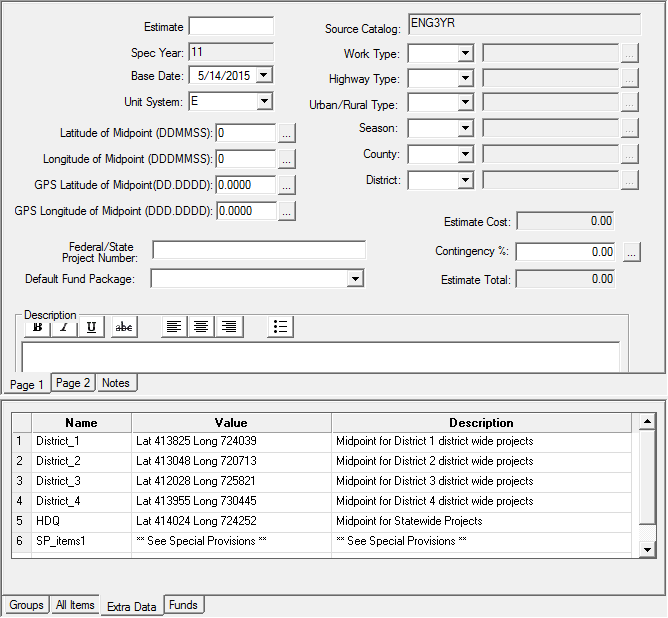 Estimate
Source Catalog: ENG3YR
Spec Year: 11
Work Type: ...
Base Date: 5/14/2015
Highway Type: ...
Unit System: E
Urban/Rural Type: ...
Season: ...
Latitude of Midpoint (DDMMSS): 0 ...
County: ...
Longitude of Midpoint (DDDMMSS): 0 ...
District: ...
GPS Latitude of Midpoint(DD.DDDD): 0.0000 ...
GPS Longitude of Midpoint (DDD.DDDD): 0.0000 ...
Estimate Cost: 0.00
Federal/State
Project Number:
Contingency %: 0.00 ...
Default Fund Package:
Estimate Total: 0.00
Description
B I U abc
Page 1 Page 2 Notes
Name Value Description
1 District_1 Lat 413825 Long 724039 Midpoint for District 1 district wide projects
2 District_2 Lat 413048 Long 720713 Midpoint for District 2 district wide projects
3 District_3 Lat 412028 Long 725821 Midpoint for District 3 district wide projects
4 District_4 Lat 413955 Long 730445 Midpoint for District 4 district wide projects
5 HDQ Lat 414024 Long 724252 Midpoint for Statewide Projects
6 SP_items1 ** See Special Provisions ** ** See Special Provisions **
Groups All Items Extra Data Funds